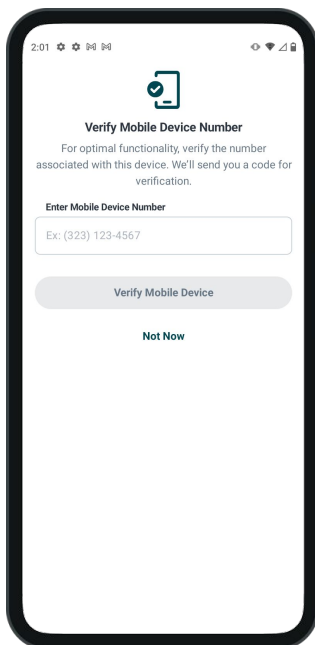 2:01
Verify Mobile Device Number
For optimal functionality, verify the number
associated with this device. We'll send you a code for
verification.
Enter Mobile Device Number
Ex: (323) 123-4567
Verify Mobile Device
Not Now